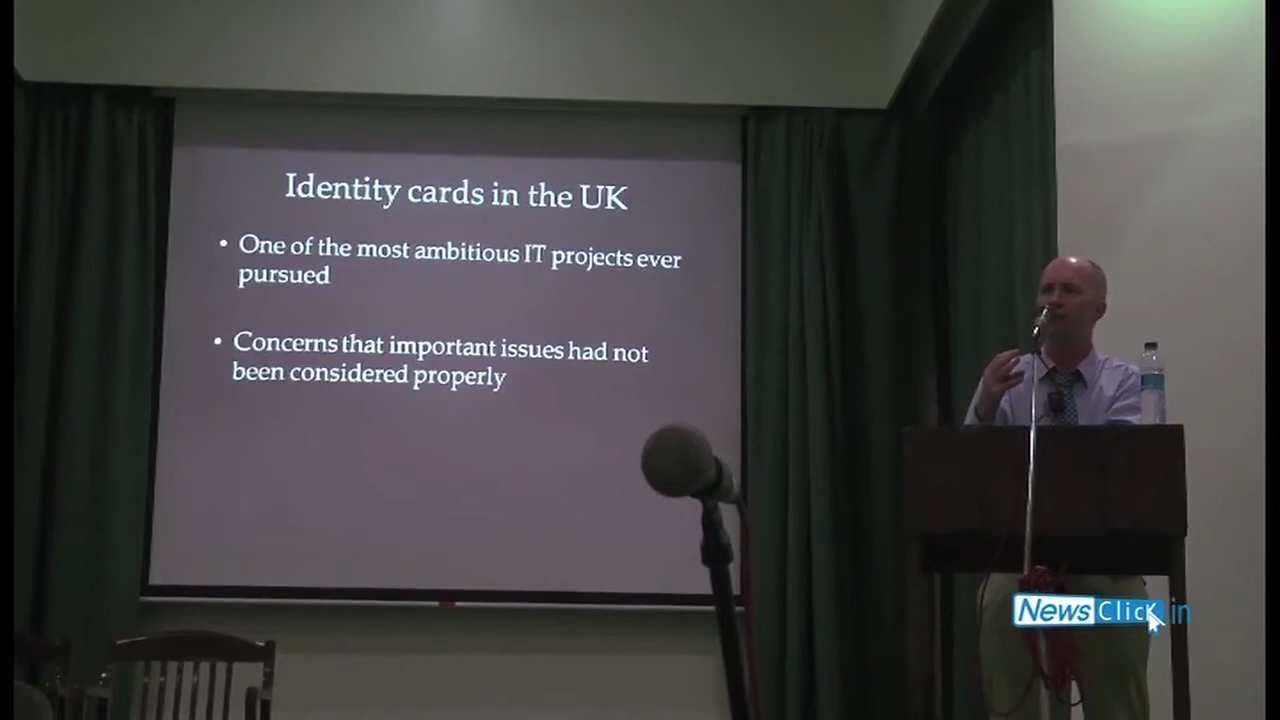 Identity cards in the UK
• One of the most ambitious IT projects ever
pursued
• Concerns that important issues had not
been considered properly
NewsClick in